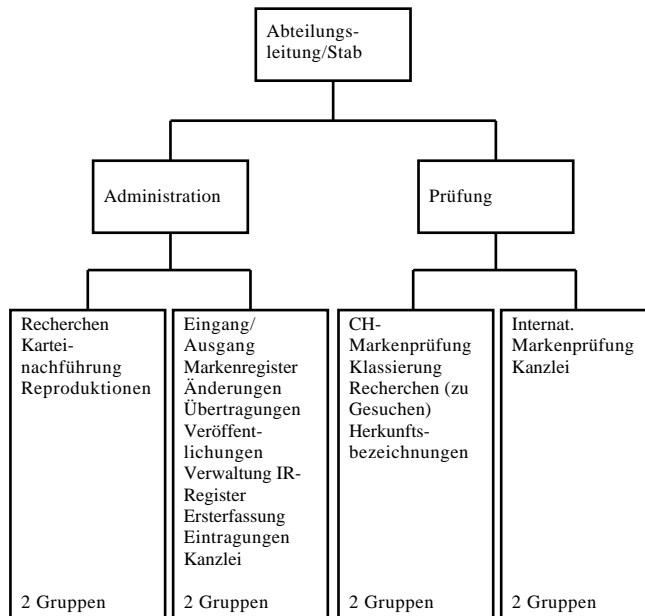 Abteilungs-
leitung/Stab
Administration
Prüfung
Recherchen
Kartei-
nachführung
Reproduktionen
2 Gruppen
Eingang/
Ausgang
Markenregister
Änderungen
Übertragungen
Veröffent-
lichungen
Verwaltung IR-
Register
Ersterfassung
Eintragungen
Kanzlei
2 Gruppen
CH-
Markenprüfung
Klassierung
Recherchen (zu
Gesuchen)
Herkunfts-
bezeichnungen
2 Gruppen
Internat.
Markenprüfung
Kanzlei
2 Gruppen